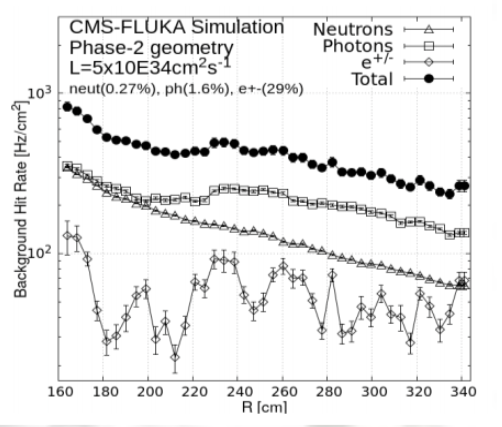 CMS-FLUKA Simulation
Phase-2 geometry
L=5x10E34cm²s⁻¹
neut(0.27%), ph(1.6%), e+-(29%)
Neutrons
Photons
e⁺/⁻
Total
Background Hit Rate [Hz/cm²]
10³
10²
160 180 200 220 240 260 280 300 320 340
R [cm]